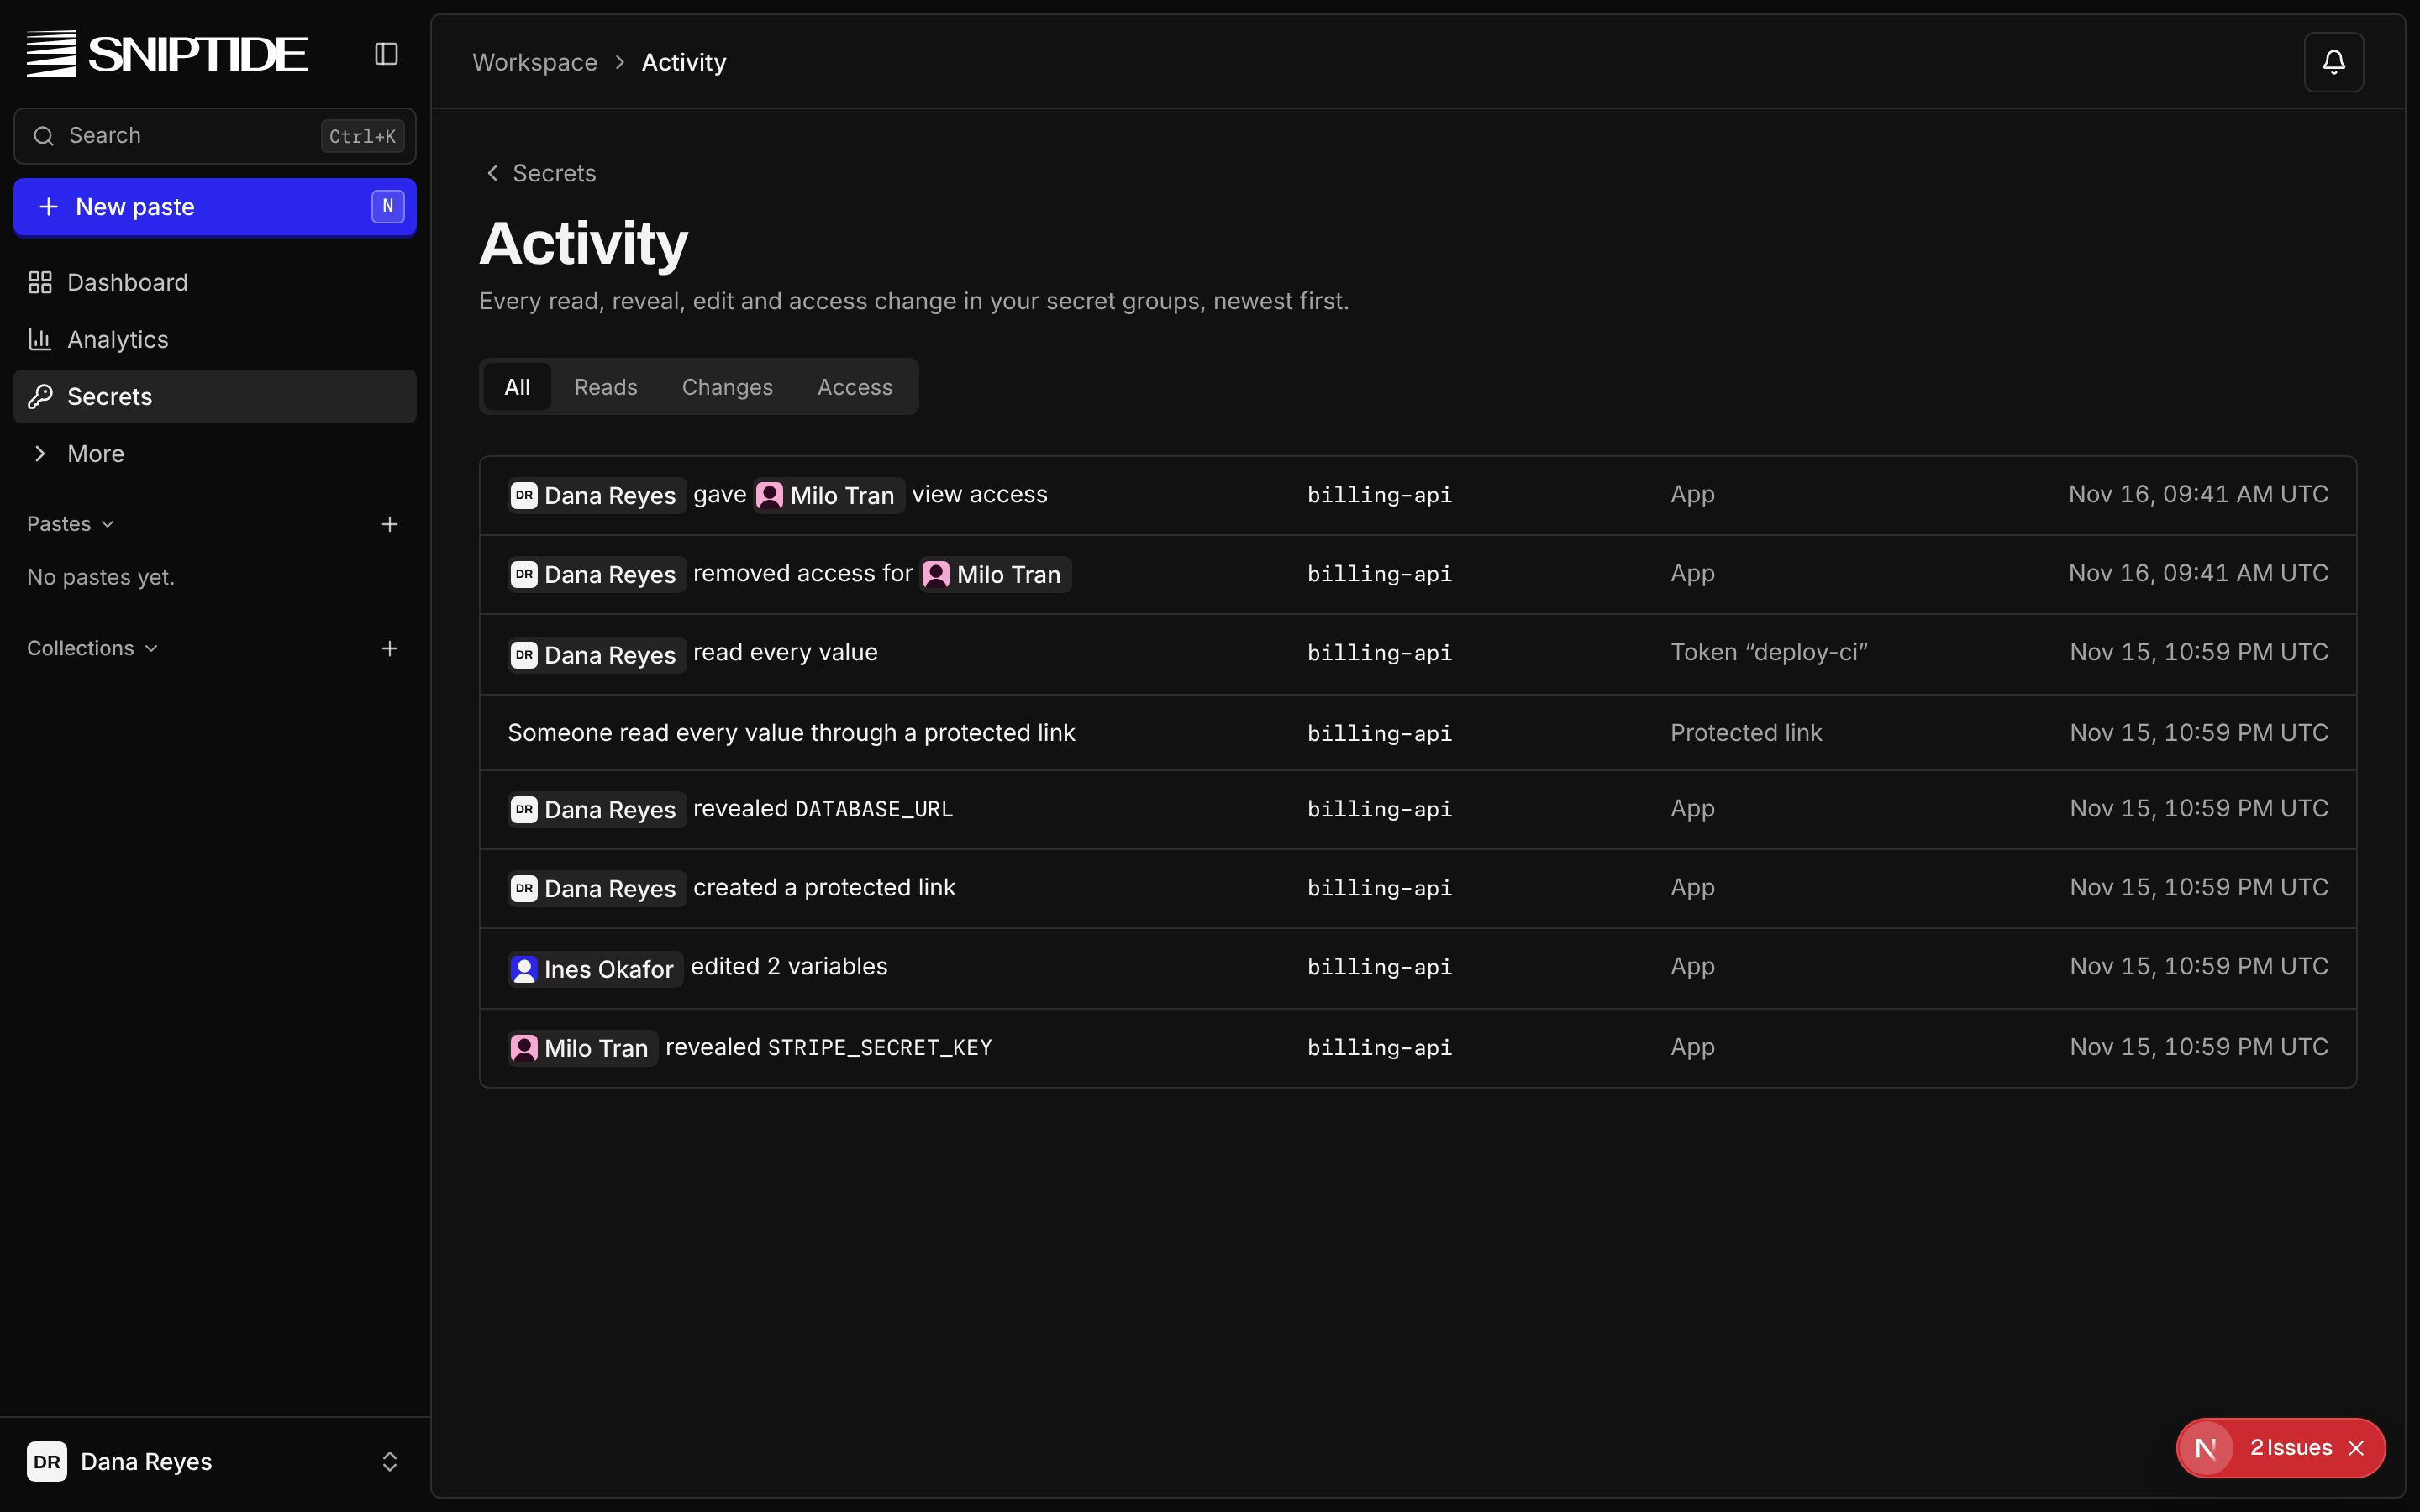 SNIPTIDE
Search Ctrl+K
New paste N
Dashboard
Analytics
Secrets
More
Pastes
No pastes yet.
Collections
DR Dana Reyes
Workspace > Activity
Secrets
Activity
Every read, reveal, edit and access change in your secret groups, newest first.
All Reads Changes Access
DR Dana Reyes gave Milo Tran view access billing-api App Nov 16, 09:41 AM UTC
DR Dana Reyes removed access for Milo Tran billing-api App Nov 16, 09:41 AM UTC
DR Dana Reyes read every value billing-api Token “deploy-ci” Nov 15, 10:59 PM UTC
Someone read every value through a protected link billing-api Protected link Nov 15, 10:59 PM UTC
DR Dana Reyes revealed DATABASE_URL billing-api App Nov 15, 10:59 PM UTC
DR Dana Reyes created a protected link billing-api App Nov 15, 10:59 PM UTC
Ines Okafor edited 2 variables billing-api App Nov 15, 10:59 PM UTC
Milo Tran revealed STRIPE_SECRET_KEY billing-api App Nov 15, 10:59 PM UTC
N 2 Issues